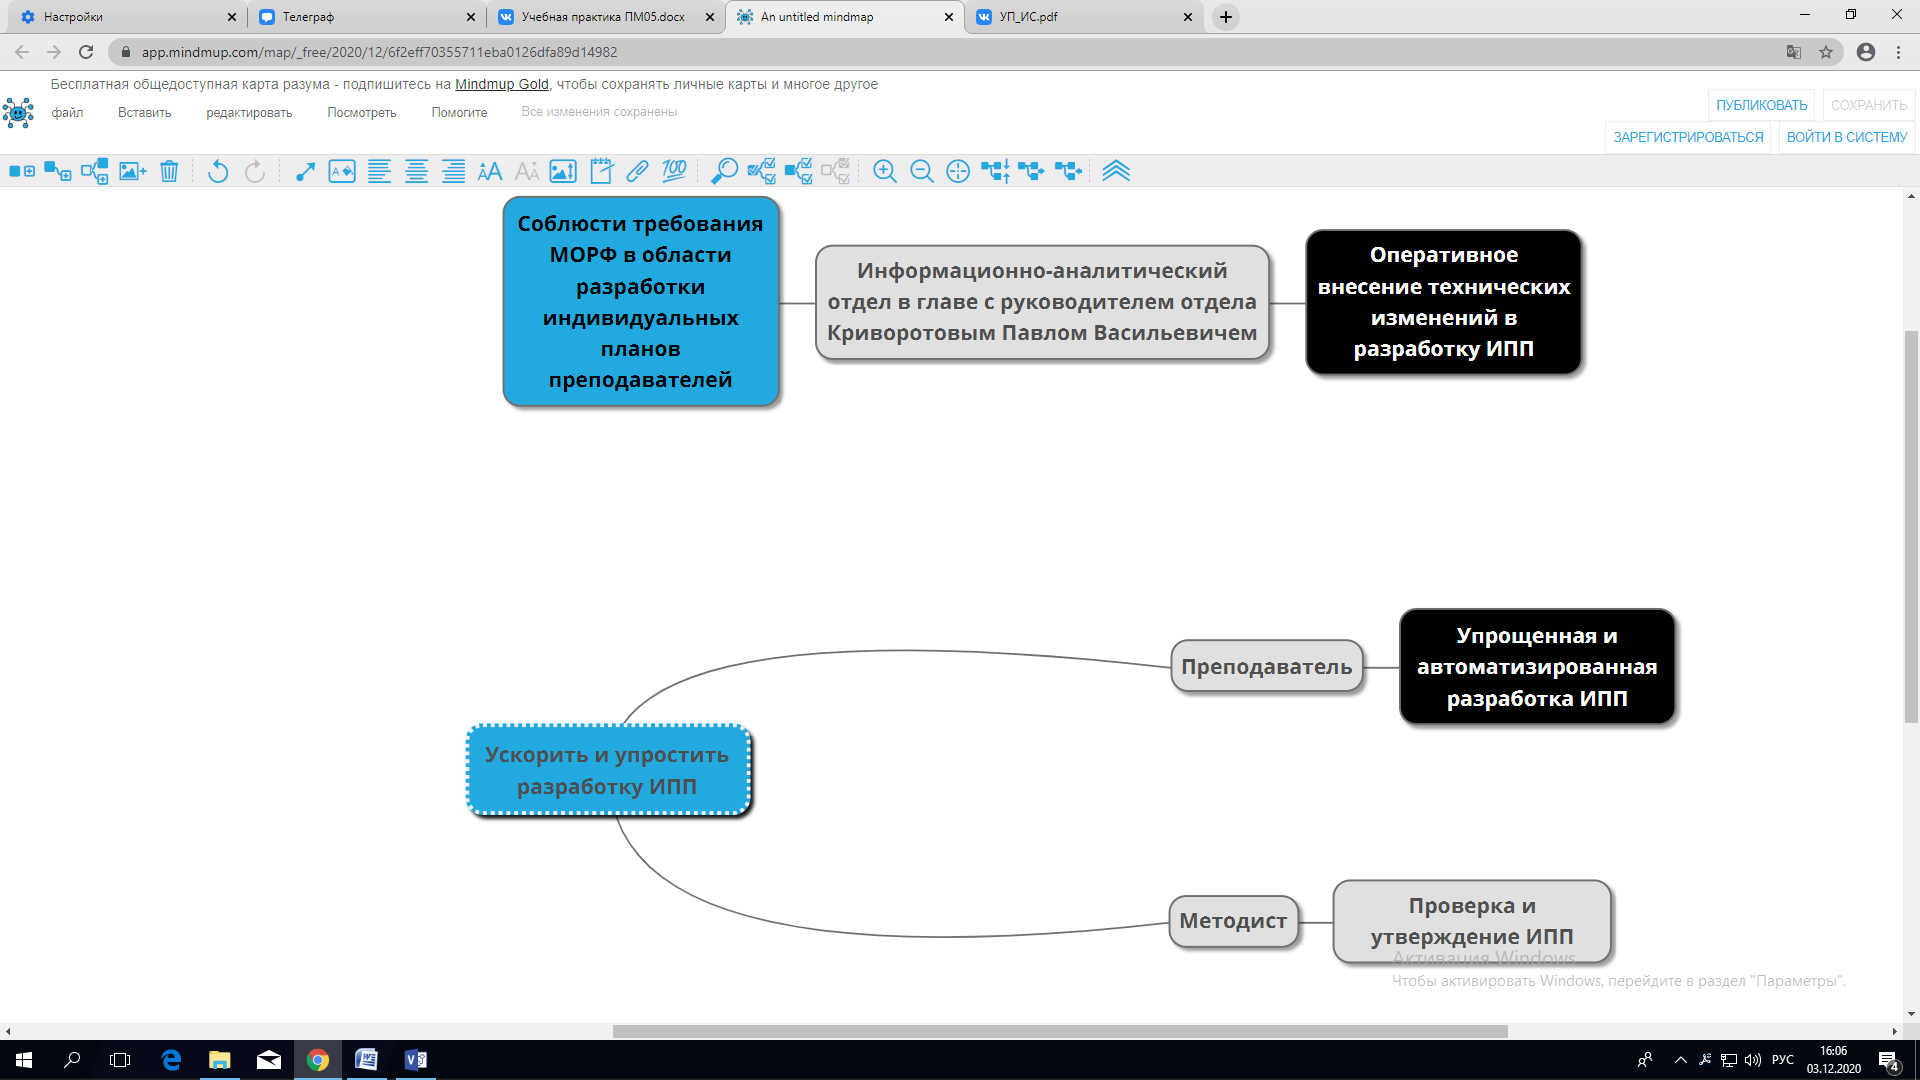 Настройки
Телеграф
Учебная практика ПМ05.docx
An untitled mindmap
УП_ИС.pdf
app.mindmup.com/map/_free/2020/12/6f2eff70355711eba0126dfa89d14982
Бесплатная общедоступная карта разума - подпишитесь на Mindmup Gold, чтобы сохранять личные карты и многое другое
файл
Вставить
редактировать
Посмотреть
Помогите
Все изменения сохранены
ПУБЛИКОВАТЬ
СОХРАНИТЬ
ЗАРЕГИСТРИРОВАТЬСЯ
ВОЙТИ В СИСТЕМУ
Соблюсти требования
МОРФ в области
разработки
индивидуальных
планов
преподавателей
Информационно-аналитический
отдел в главе с руководителем отдела
Криворотовым Павлом Васильевичем
Оперативное
внесение технических
изменений в
разработку ИПП
Преподаватель
Упрощенная и
автоматизированная
разработка ИПП
Ускорить и упростить
разработку ИПП
Методист
Проверка и
утверждение ИПП
Активация Windows
Чтобы активировать Windows, перейдите в раздел "Параметры".
РУС
16:06
03.12.2020
4